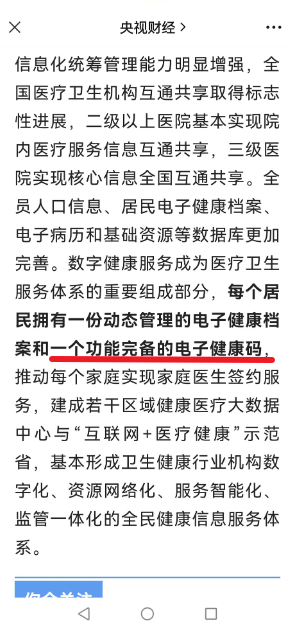 央视财经
信息化统筹管理能力明显增强，全
国医疗卫生机构互通共享取得标志
性进展，二级以上医院基本实现院
内医疗服务信息互通共享，三级医
院实现核心信息全国互通共享。全
员人口信息、居民电子健康档案、
电子病历和基础资源等数据库更加
完善。数字健康服务成为医疗卫生
服务体系的重要组成部分，每个居
民拥有一份动态管理的电子健康档
案和一个功能完备的电子健康码，
推动每个家庭实现家庭医生签约服
务，建成若干区域健康医疗大数据
中心与“互联网+医疗健康”示范
省，基本形成卫生健康行业机构数
字化、资源网络化、服务智能化、
监管一体化的全民健康信息服务体
系。